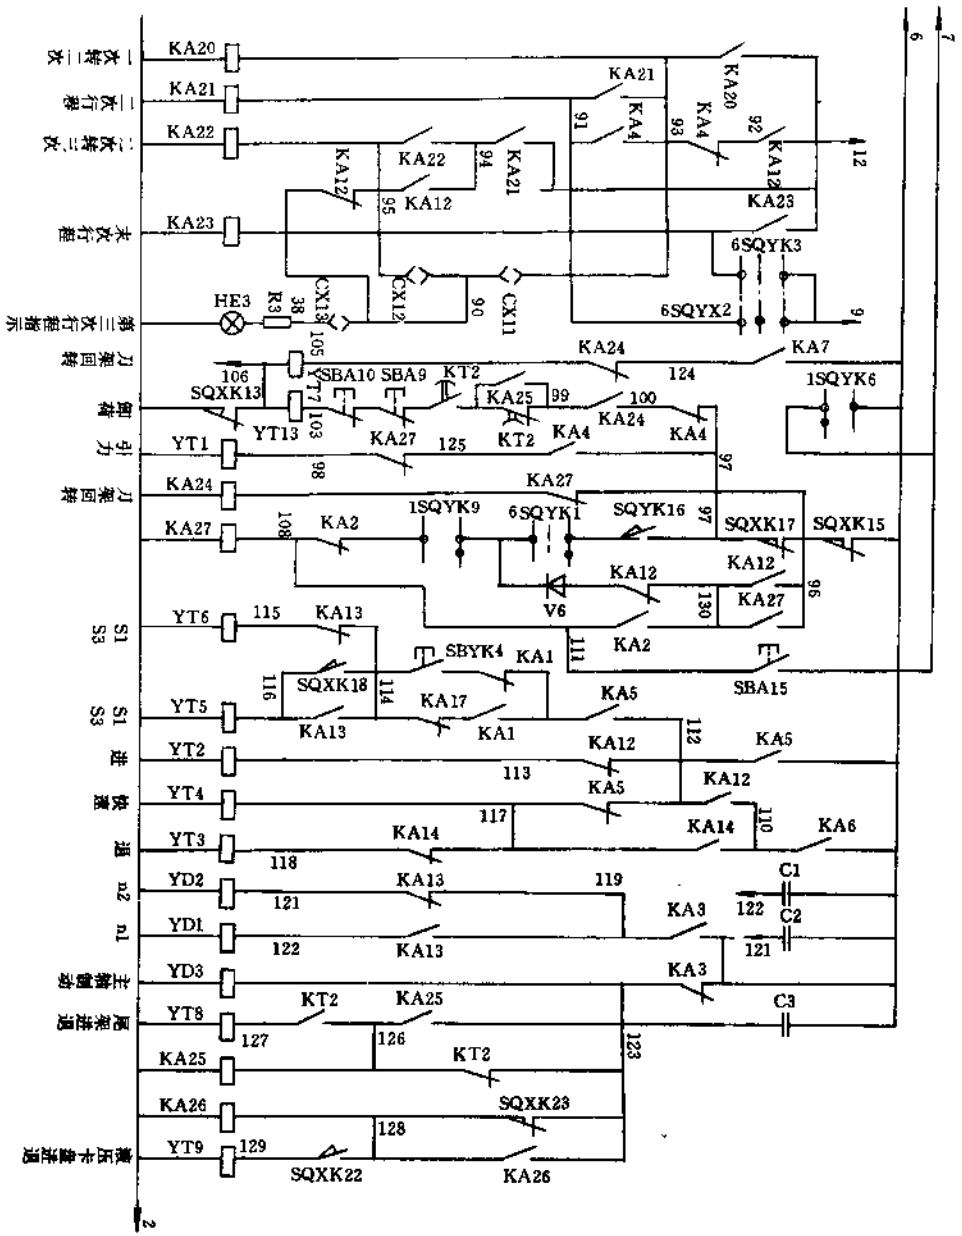 7
6
一次转二次
KA20
KA20
二次行程
KA21
KA21
91
KA4
93
KA4
92
KA12
12
二次转三次
KA22
KA22
94
KA21
KA12
95
KA12
KA23
末次行程
KA23
6SQYK3
CX13
CX12
90
CX11
6SQYX2
9
第三次行程指示
HE3
R3
38
刀架回转
106
105
KA24
124
KA7
1SQYK6
卸荷
SQXK13
YT13
YT7
103
SBA10
SBA9
KT2
KA25
KT2
99
KA24
100
KA4
引力
YT1
98
KA27
125
KA4
97
刀架回转
KA24
KA27
KA27
108
KA2
1SQYK9
6SQYK1
SQYK16
97
SQXK17
SQXK15
V6
KA12
130
KA12
KA27
96
S1
S3
YT6
115
KA13
KA2
111
SBA15
116
SQXK18
114
SBYK4
KA1
S1
S3
YT5
KA13
KA17
KA1
KA5
112
进
YT2
113
KA12
KA5
快速
YT4
117
KA5
KA12
110
退
YT3
118
KA14
KA14
KA6
n2
YD2
121
KA13
119
122
C1
n1
YD1
122
KA13
KA3
121
C2
主轴制动
YD3
KA3
尾架进退
YT8
127
KT2
126
KA25
123
C3
KA25
KT2
KA26
128
SQXK23
液压卡盘进退
YT9
129
SQXK22
KA26
2